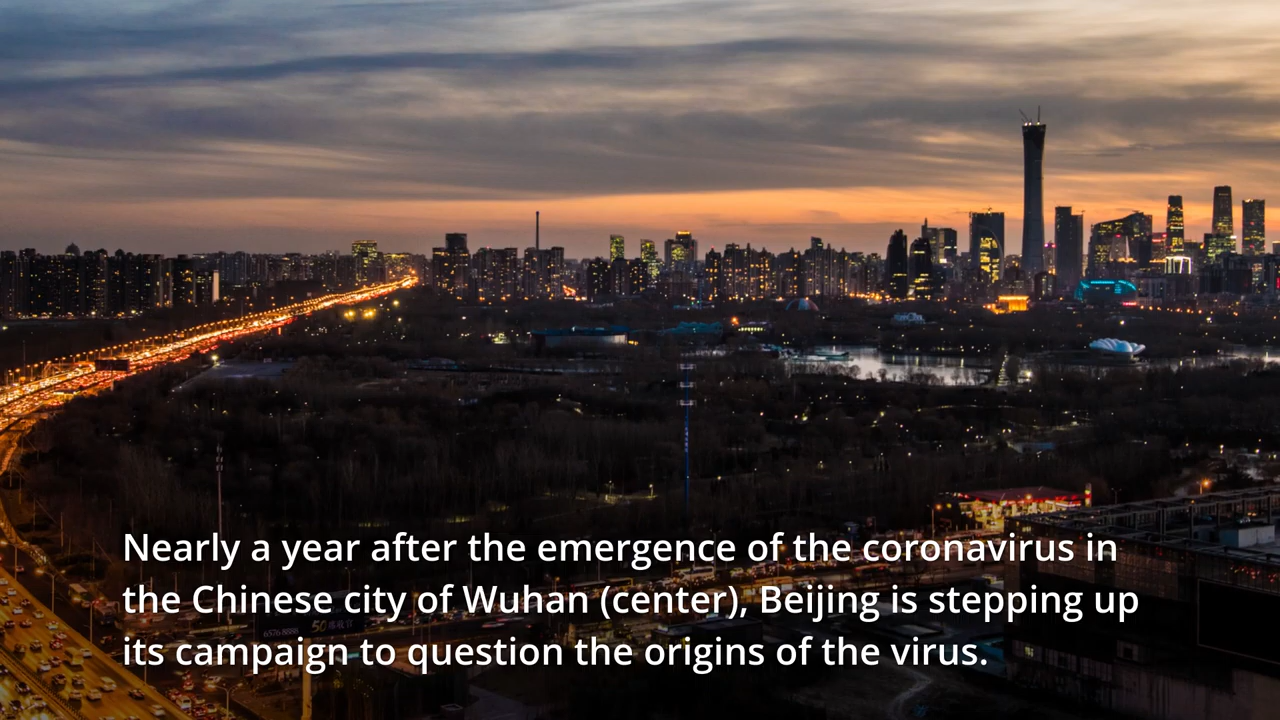 Nearly a year after the emergence of the coronavirus in
the Chinese city of Wuhan (center), Beijing is stepping up
its campaign to question the origins of the virus.